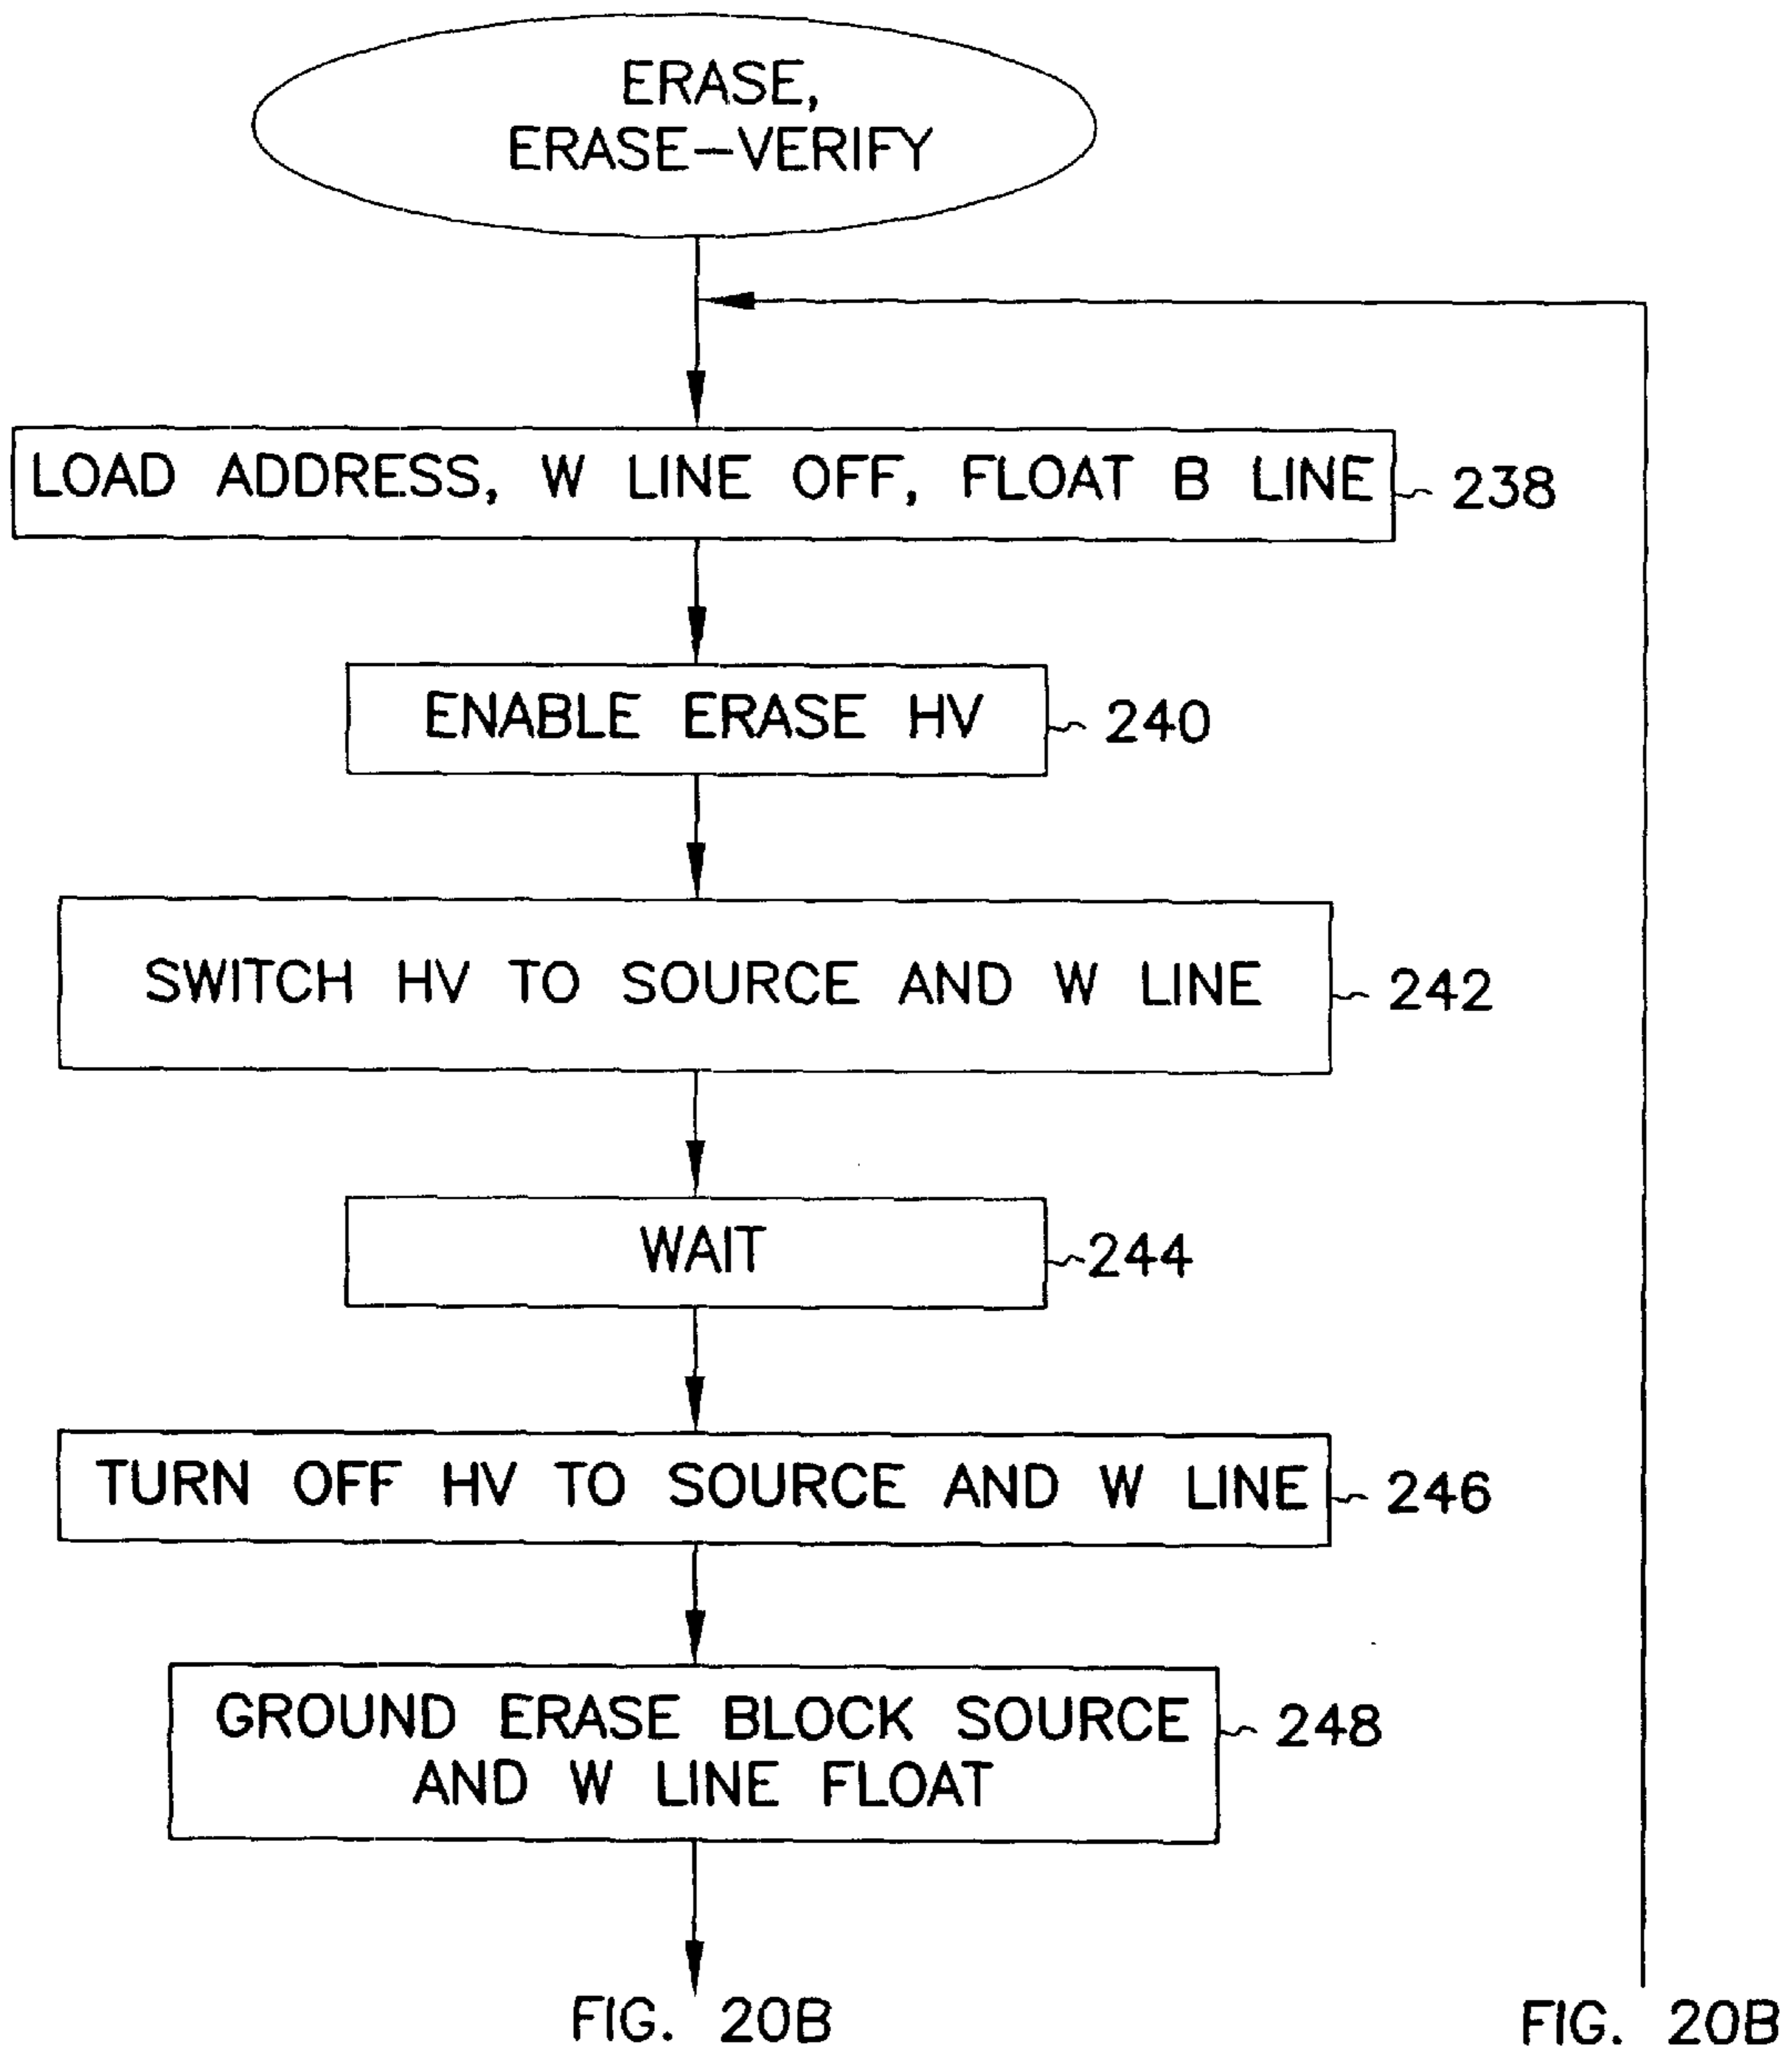 ERASE,
ERASE-VERIFY
LOAD ADDRESS, W LINE OFF, FLOAT B LINE
238
ENABLE ERASE HV
240
SWITCH HV TO SOURCE AND W LINE
242
WAIT
244
TURN OFF HV TO SOURCE AND W LINE
246
GROUND ERASE BLOCK SOURCE
AND W LINE FLOAT
248
FIG. 20B
FIG. 20B